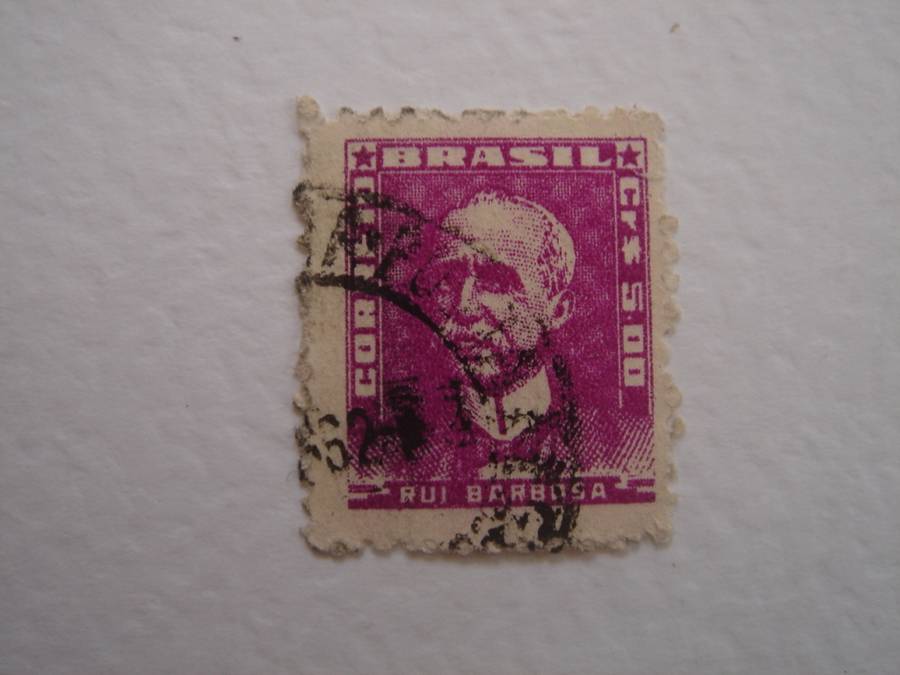 ★ BRASIL ★
CORREIO
Cr$ 5.00
RUI BARBOSA